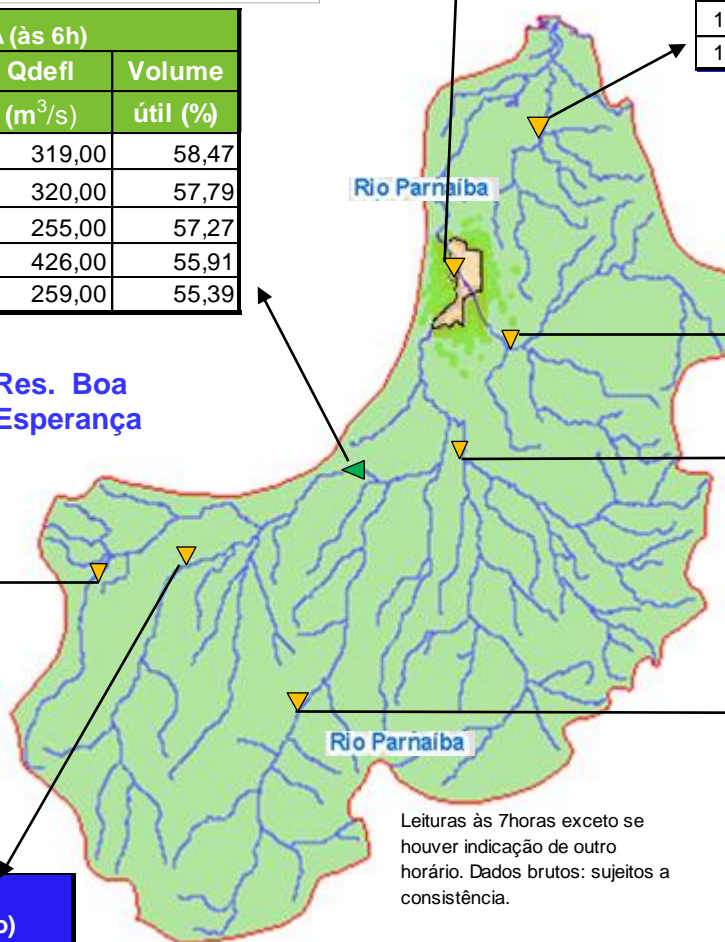 (às 6h)
Qdefl Volume
(m³/s) útil (%)
319,00 58,47
320,00 57,79
255,00 57,27
426,00 55,91
259,00 55,39
1
1
Rio Parnaíba
Res. Boa
Esperança
Rio Parnaíba
Leituras às 7horas exceto se
houver indicação de outro
horário. Dados brutos: sujeitos a
consistência.